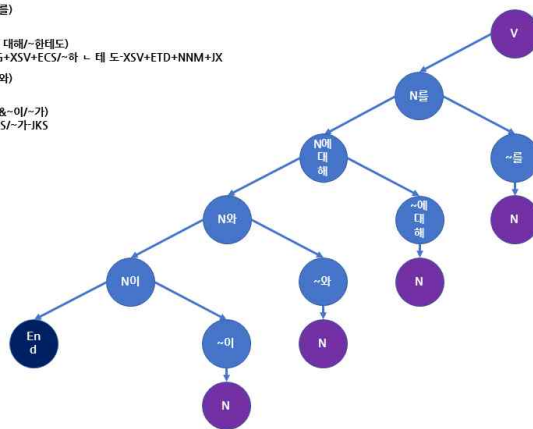 를)
대해/~한테도)
+XSV+ECS/~하 ㄴ 테 도-XSV+ETD+NNM+JX
와)
&~이/~가)
S/~가-JKS
V
N를
N에
대
해
~를
N와
~에
대
해
N
N이
~와
N
En
d
~이
N
N